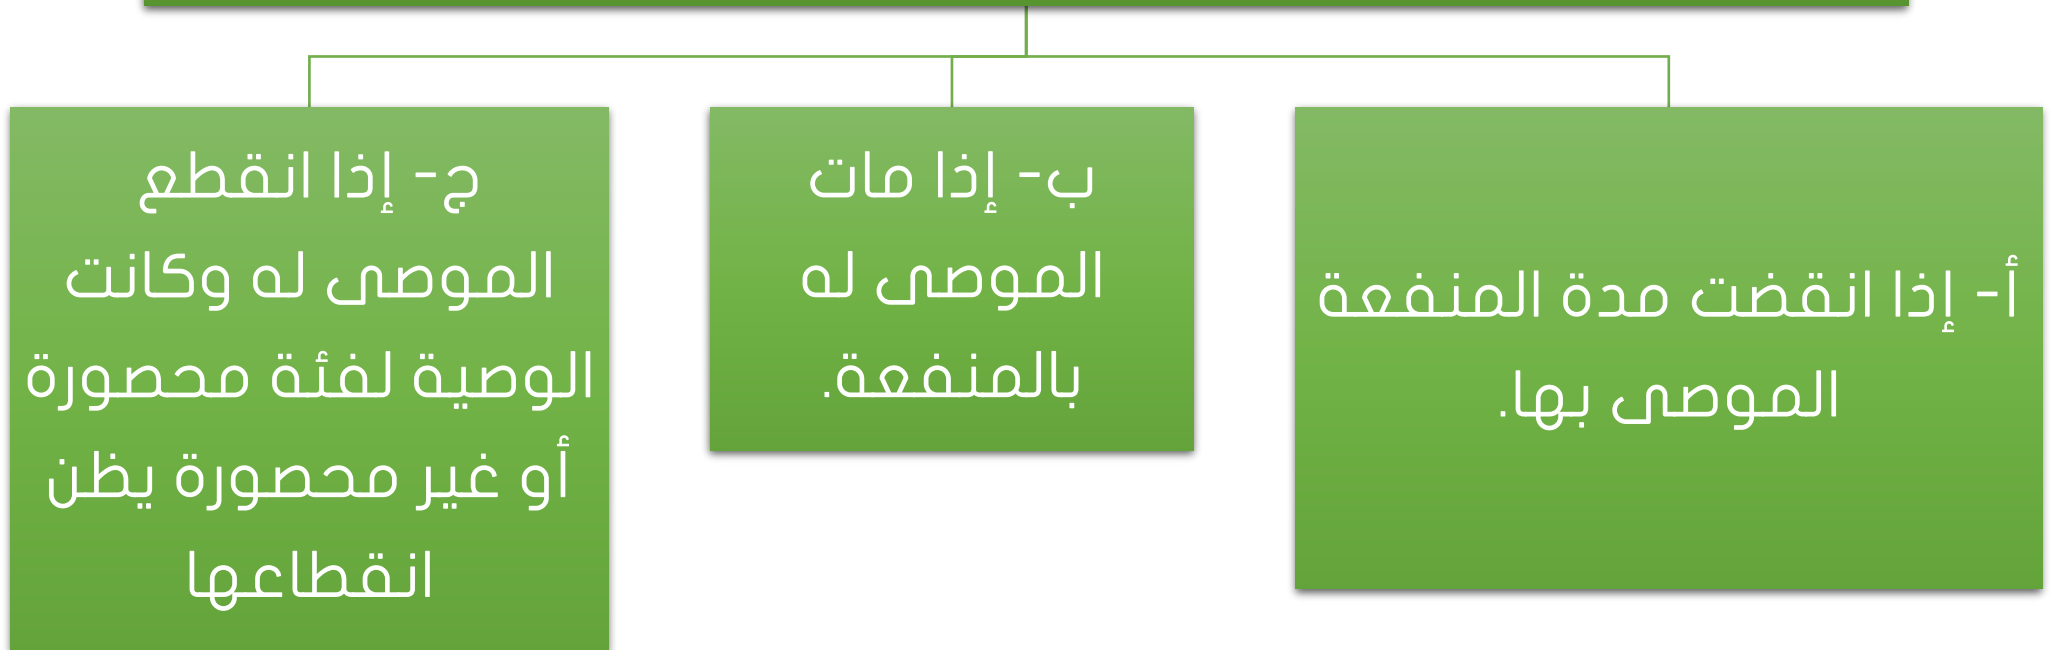 أ- إذا انقضت مدة المنفعة
الموصى بها.
ب- إذا مات
الموصى له
بالمنفعة.
ج- إذا انقطع
الموصى له وكانت
الوصية لفئة محصورة
أو غير محصورة يظن
انقطاعها